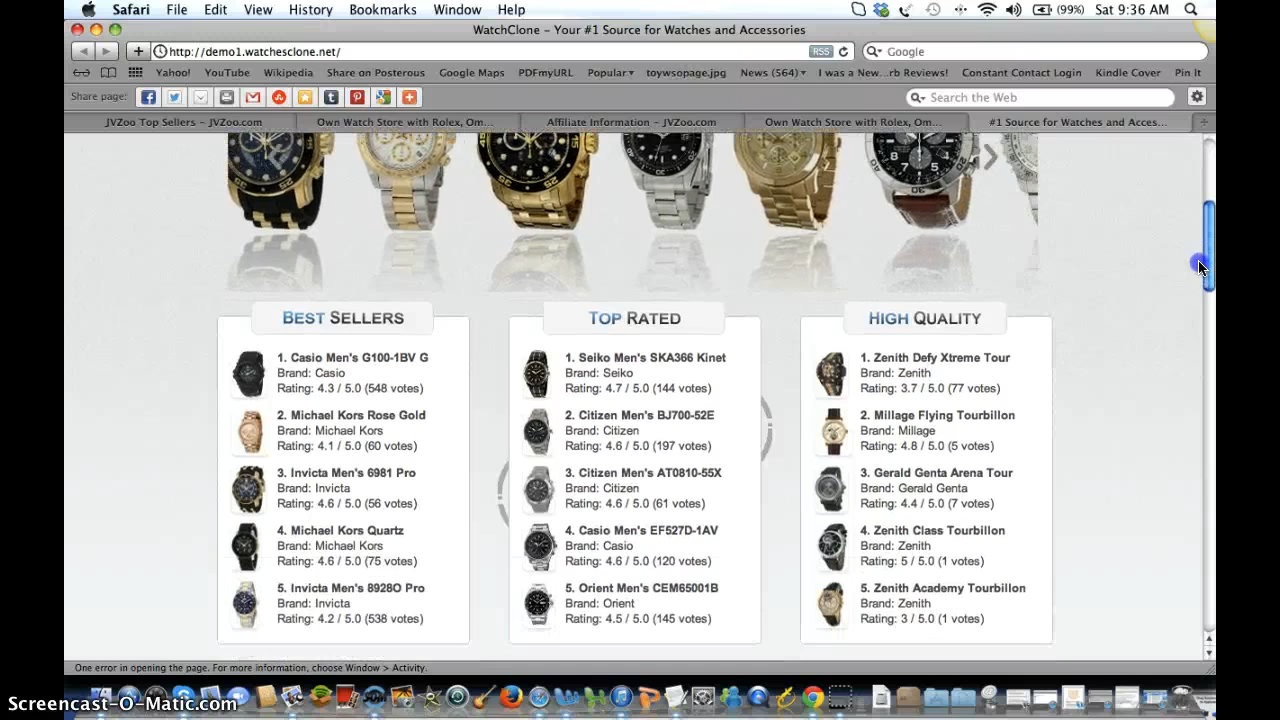 Safari File Edit View History Bookmarks Window Help (99%) Sat 9:36 AM
WatchClone – Your #1 Source for Watches and Accessories
http://demo1.watchesclone.net/ RSS Google
Yahoo! YouTube Wikipedia Share on Posterous Google Maps PDFmyURL Popular▾ toywsopage.jpg News (564)▾ I was a New...rb Reviews! Constant Contact Login Kindle Cover Pin It
Share page: Search the Web
JVZoo Top Sellers – JVZoo.com Own Watch Store with Rolex, Om... Affiliate Information – JVZoo.com Own Watch Store with Rolex, Om... #1 Source for Watches and Acces...
BEST SELLERS
1. Casio Men's G100-1BV G
Brand: Casio
Rating: 4.3 / 5.0 (548 votes)
2. Michael Kors Rose Gold
Brand: Michael Kors
Rating: 4.1 / 5.0 (60 votes)
3. Invicta Men's 6981 Pro
Brand: Invicta
Rating: 4.6 / 5.0 (56 votes)
4. Michael Kors Quartz
Brand: Michael Kors
Rating: 4.6 / 5.0 (75 votes)
5. Invicta Men's 8928O Pro
Brand: Invicta
Rating: 4.2 / 5.0 (538 votes)
TOP RATED
1. Seiko Men's SKA366 Kinet
Brand: Seiko
Rating: 4.7 / 5.0 (144 votes)
2. Citizen Men's BJ700-52E
Brand: Citizen
Rating: 4.6 / 5.0 (197 votes)
3. Citizen Men's AT0810-55X
Brand: Citizen
Rating: 4.6 / 5.0 (61 votes)
4. Casio Men's EF527D-1AV
Brand: Casio
Rating: 4.6 / 5.0 (120 votes)
5. Orient Men's CEM65001B
Brand: Orient
Rating: 4.5 / 5.0 (145 votes)
HIGH QUALITY
1. Zenith Defy Xtreme Tour
Brand: Zenith
Rating: 3.7 / 5.0 (77 votes)
2. Millage Flying Tourbillon
Brand: Millage
Rating: 4.8 / 5.0 (5 votes)
3. Gerald Genta Arena Tour
Brand: Gerald Genta
Rating: 4.4 / 5.0 (7 votes)
4. Zenith Class Tourbillon
Brand: Zenith
Rating: 5 / 5.0 (1 votes)
5. Zenith Academy Tourbillon
Brand: Zenith
Rating: 3 / 5.0 (1 votes)
One error in opening the page. For more information, choose Window > Activity.
Screencast-O-Matic.com